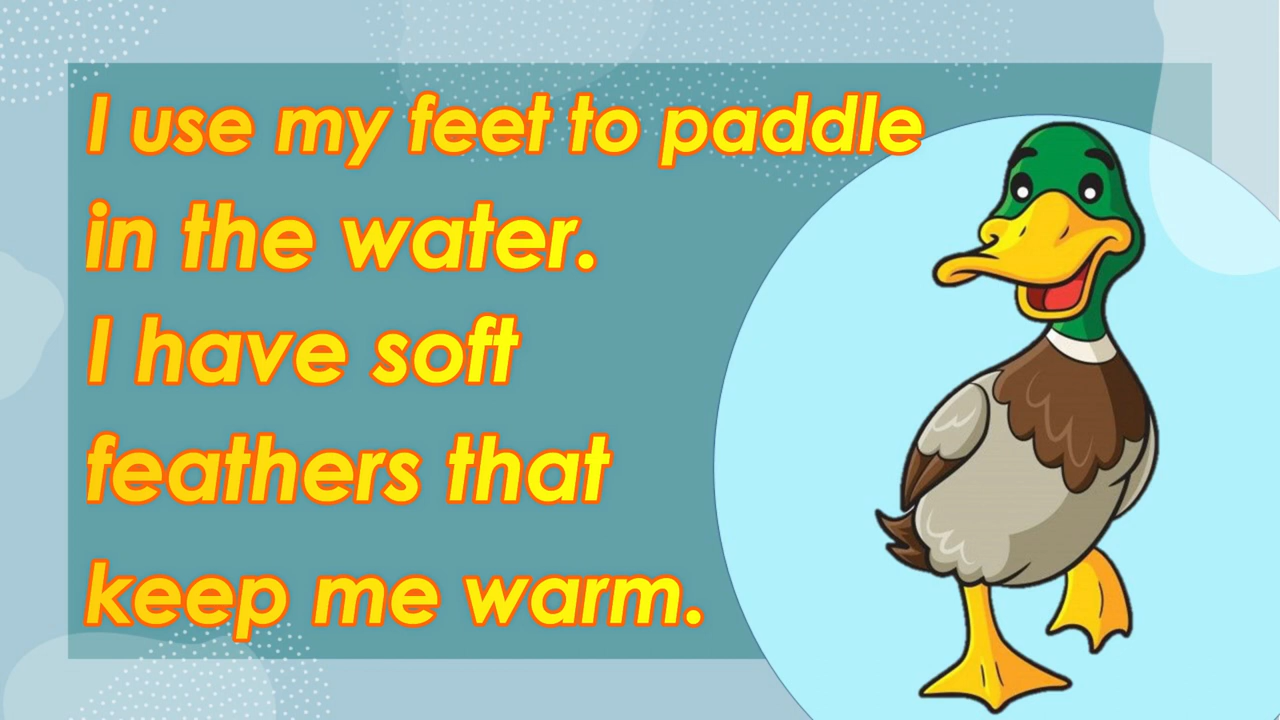 I use my feet to paddle
in the water.
I have soft
feathers that
keep me warm.